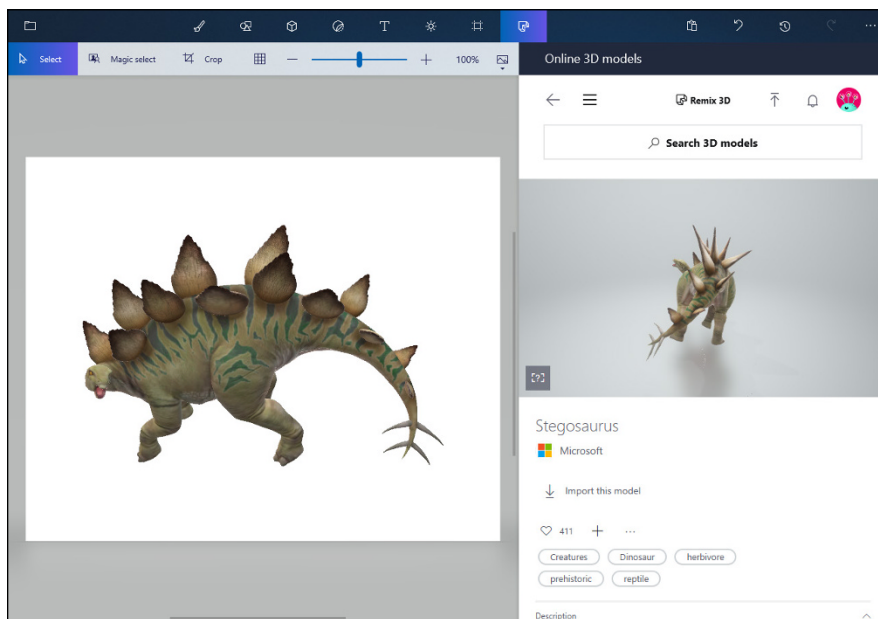 Select Magic select Crop 100% Online 3D models
Remix 3D
Search 3D models
Stegosaurus
Microsoft
Import this model
411
Creatures Dinosaur herbivore
prehistoric reptile
Description